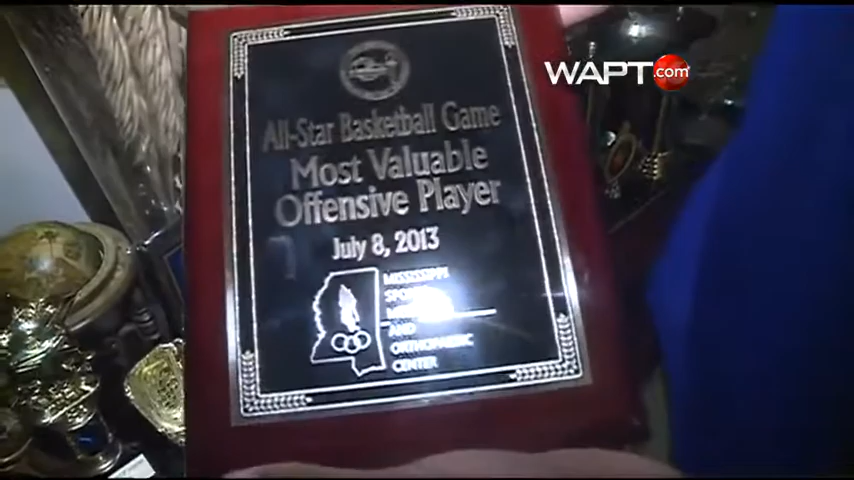 WAPT.com
All-Star Basketball Game
Most Valuable
Offensive Player
July 8, 2013
MISSISSIPPI
SPORTS
AND
ORTHOPAEDIC
CENTER